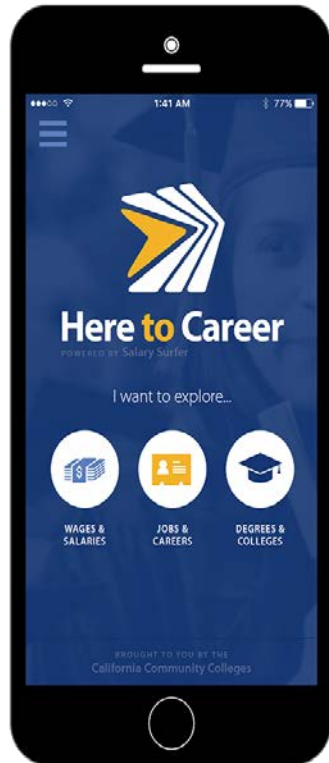 1:41 AM
77%
Here to Career
POWERED BY Salary Surfer
I want to explore...
WAGES &
SALARIES
JOBS &
CAREERS
DEGREES &
COLLEGES
BROUGHT TO YOU BY THE
California Community Colleges